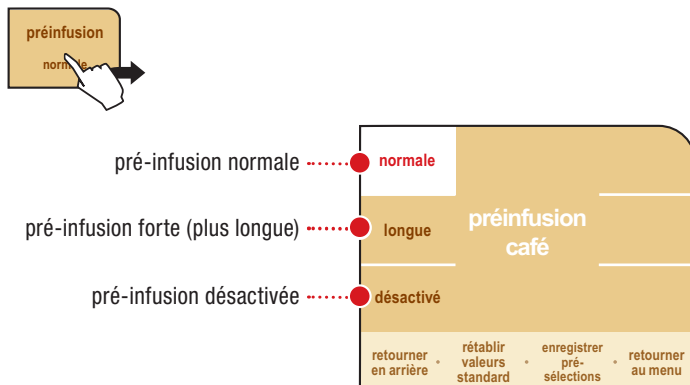 préinfusion
normale
pré-infusion normale
normale
pré-infusion forte (plus longue)
longue
préinfusion
café
pré-infusion désactivée
désactivé
retourner
en arrière
rétablir
valeurs
standard
enregistrer
pré-
sélections
retourner
au menu